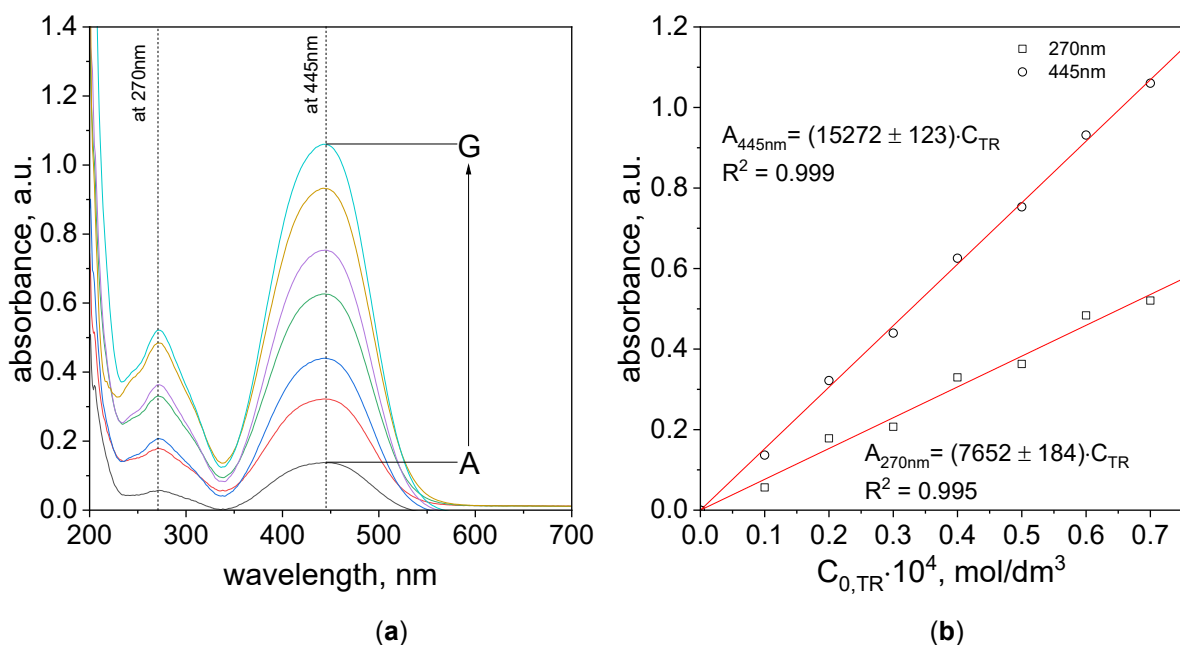 1.4
1.2
1.0
0.8
0.6
0.4
0.2
0.0
absorbance, a.u.
200 300 400 500 600 700
wavelength, nm
at 270nm
at 445nm
G
A
(a)
1.2
1.0
0.8
0.6
0.4
0.2
0.0
absorbance, a.u.
0.0 0.1 0.2 0.3 0.4 0.5 0.6 0.7
C0,TR·10⁴, mol/dm³
270nm
445nm
A445nm= (15272 ± 123)·CTR
R² = 0.999
A270nm= (7652 ± 184)·CTR
R² = 0.995
(b)